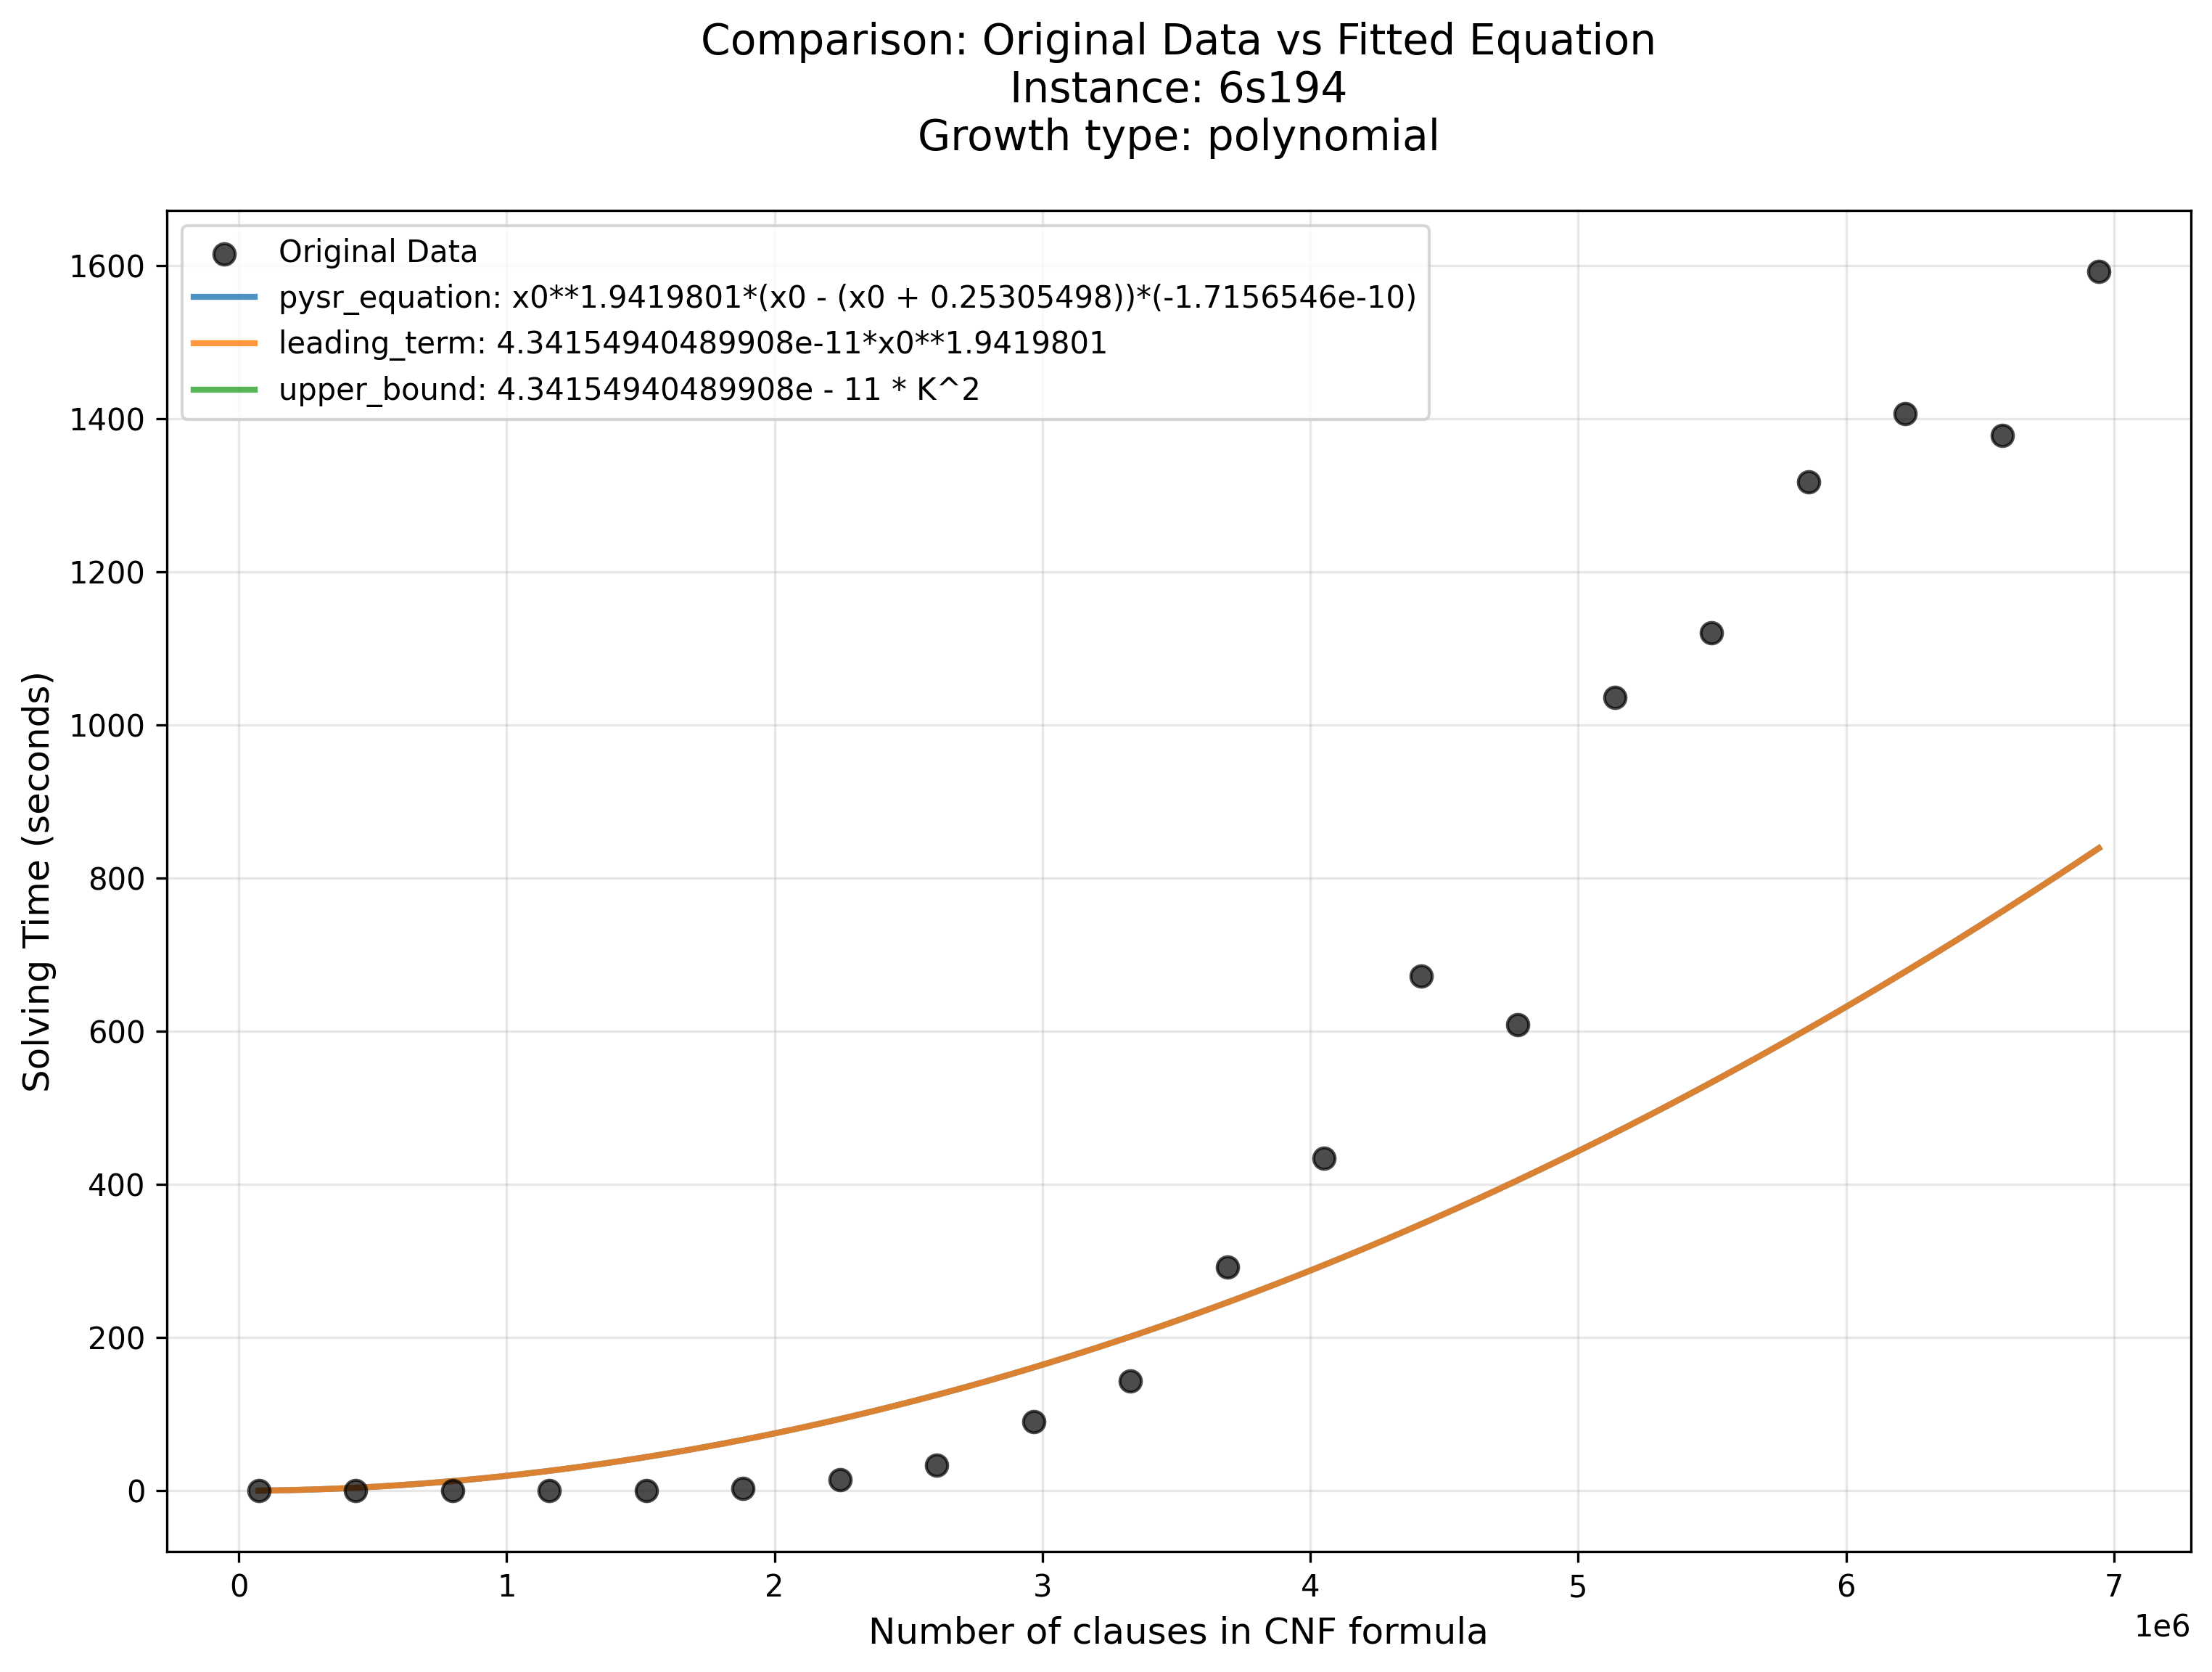 Comparison: Original Data vs Fitted Equation
Instance: 6s194
Growth type: polynomial
Original Data
pysr_equation: x0**1.9419801*(x0 - (x0 + 0.25305498))*(-1.7156546e-10)
leading_term: 4.34154940489908e-11*x0**1.9419801
upper_bound: 4.34154940489908e - 11 * K^2
1600
1400
1200
1000
800
600
400
200
0
Solving Time (seconds)
0 1 2 3 4 5 6 7
1e6
Number of clauses in CNF formula